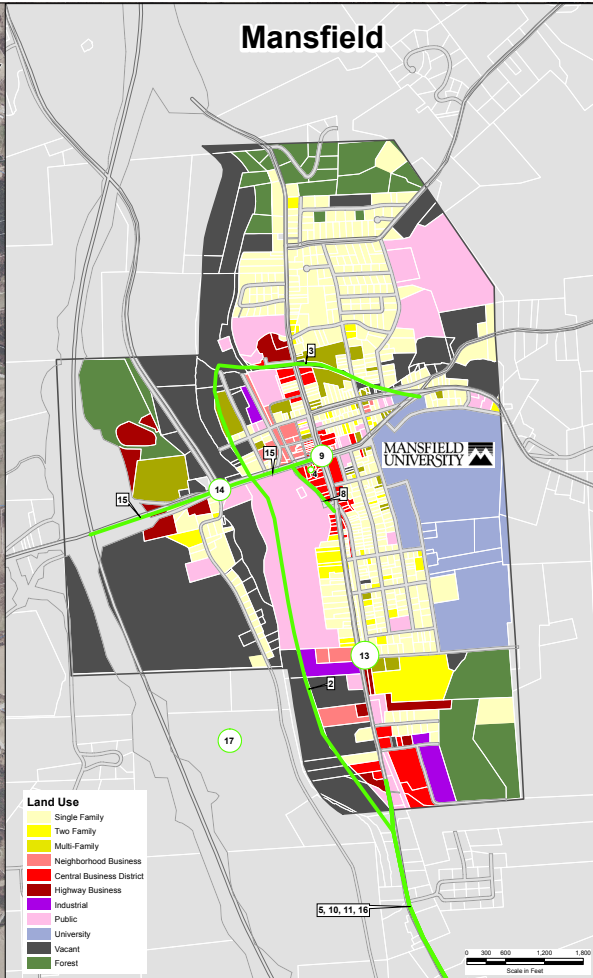 Mansfield
3
MANSFIELD
UNIVERSITY
15
9
14
15
8
13
2
17
Land Use
Single Family
Two Family
Multi-Family
Neighborhood Business
Central Business District
Highway Business
Industrial
Public
University
Vacant
Forest
5, 10, 11, 16
0 300 600 1,200 1,800
Scale in Feet